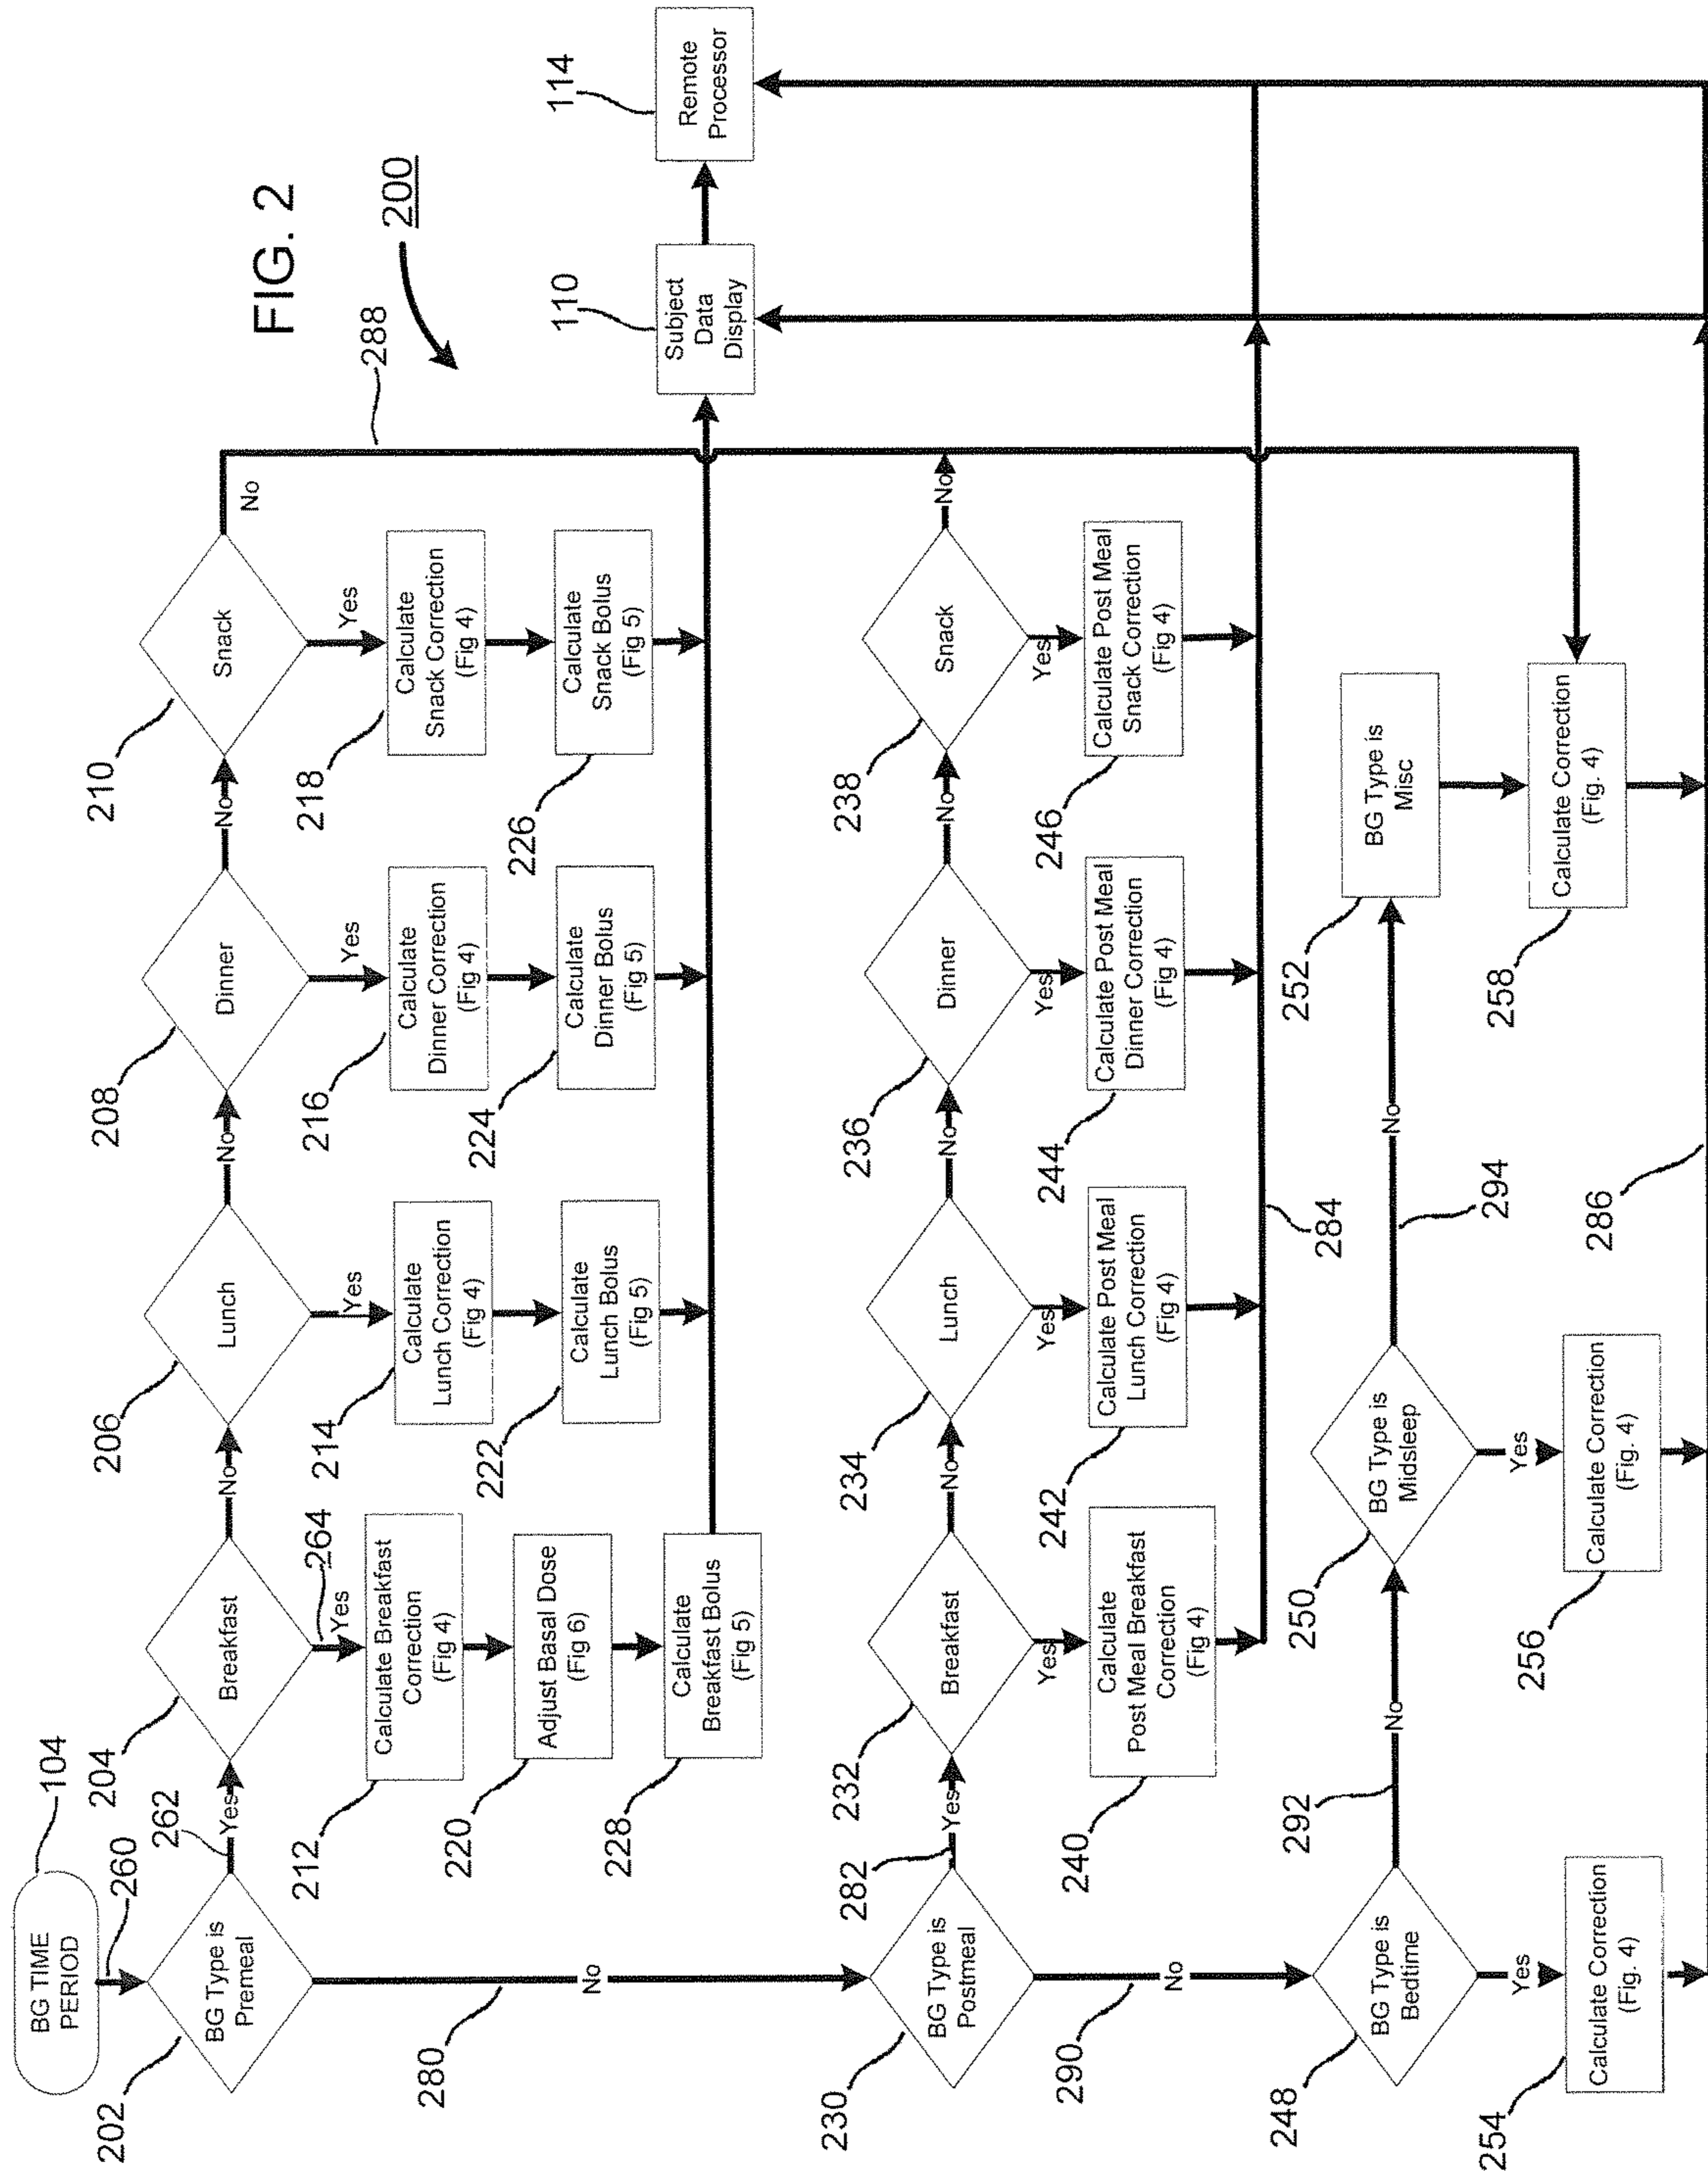 FIG. 2
200
104
BG TIME
PERIOD
260
202
BG Type is
Premeal
262
Yes
204
Breakfast
No
206
Lunch
No
208
Dinner
No
210
Snack
No
288
264
Yes
Yes
Yes
Yes
212
Calculate Breakfast
Correction
(Fig 4)
214
Calculate
Lunch Correction
(Fig 4)
216
Calculate
Dinner Correction
(Fig 4)
218
Calculate
Snack Correction
(Fig 4)
220
Adjust Basal Dose
(Fig 6)
222
Calculate
Lunch Bolus
(Fig 5)
224
Calculate
Dinner Bolus
(Fig 5)
226
Calculate
Snack Bolus
(Fig 5)
228
Calculate
Breakfast Bolus
(Fig 5)
110
Subject
Data
Display
114
Remote
Processor
280
No
230
BG Type is
Postmeal
282
Yes
232
Breakfast
No
234
Lunch
No
236
Dinner
No
238
Snack
No
Yes
Yes
Yes
Yes
240
Calculate
Post Meal Breakfast
Correction
(Fig 4)
242
Calculate Post Meal
Lunch Correction
(Fig 4)
244
Calculate Post Meal
Dinner Correction
(Fig 4)
246
Calculate Post Meal
Snack Correction
(Fig 4)
284
290
No
248
BG Type is
Bedtime
292
No
250
BG Type is
Midsleep
294
No
252
BG Type is
Misc
Yes
Yes
254
Calculate Correction
(Fig. 4)
256
Calculate Correction
(Fig. 4)
258
Calculate Correction
(Fig. 4)
286